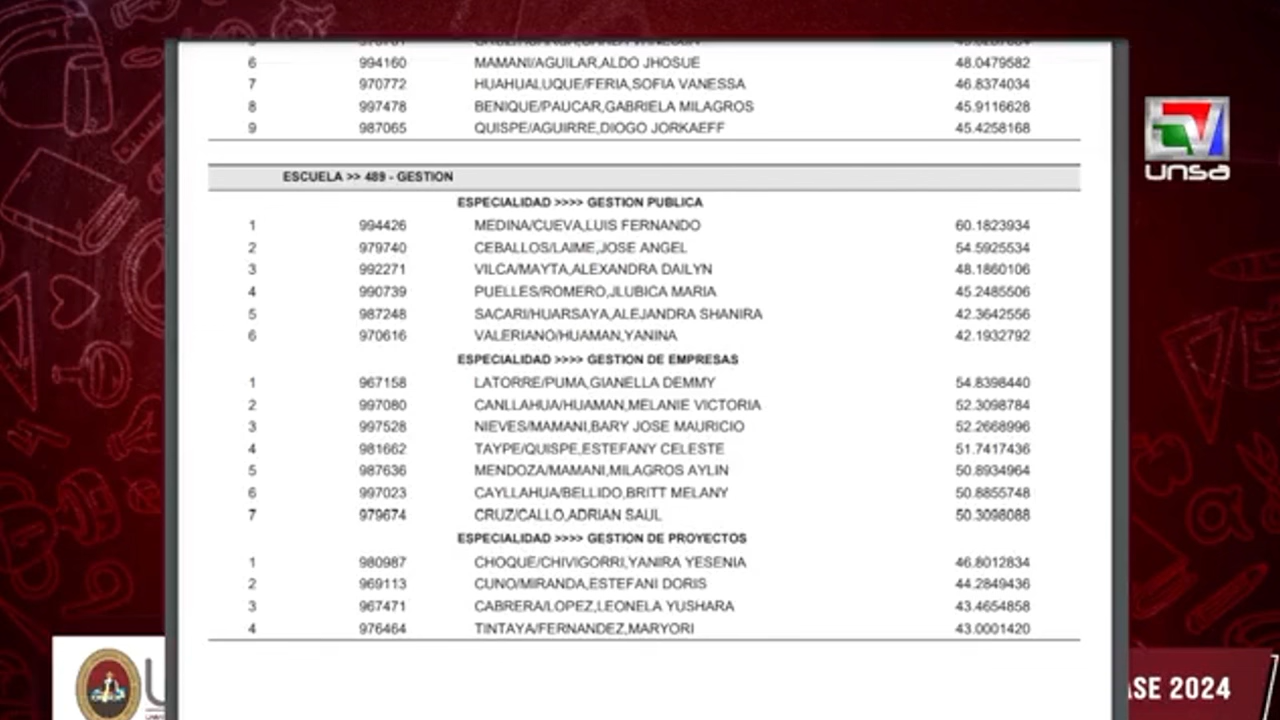 6 994160 MAMANI/AGUILAR,ALDO JHOSUE 48.0479582
7 970772 HUAHUALUQUE/FERIA,SOFIA VANESSA 46.8374034
8 997478 BENIQUE/PAUCAR,GABRIELA MILAGROS 45.9116628
9 987065 QUISPE/AGUIRRE,DIOGO JORKAEFF 45.4258168
ESCUELA >> 489 - GESTION
ESPECIALIDAD >>>> GESTION PUBLICA
1 994426 MEDINA/CUEVA,LUIS FERNANDO 60.1823934
2 979740 CEBALLOS/LAIME,JOSE ANGEL 54.5925534
3 992271 VILCA/MAYTA,ALEXANDRA DAILYN 48.1860106
4 990739 PUELLES/ROMERO,JLUBICA MARIA 45.2485506
5 987248 SACARI/HUARSAYA,ALEJANDRA SHANIRA 42.3642556
6 970616 VALERIANO/HUAMAN,YANINA 42.1932792
ESPECIALIDAD >>>> GESTION DE EMPRESAS
1 967158 LATORRE/PUMA,GIANELLA DEMMY 54.8398440
2 997080 CANLLAHUA/HUAMAN,MELANIE VICTORIA 52.3098784
3 997528 NIEVES/MAMANI,BARY JOSE MAURICIO 52.2668996
4 981662 TAYPE/QUISPE,ESTEFANY CELESTE 51.7417436
5 987636 MENDOZA/MAMANI,MILAGROS AYLIN 50.8934964
6 997023 CAYLLAHUA/BELLIDO,BRITT MELANY 50.8855748
7 979674 CRUZ/CALLO,ADRIAN SAUL 50.3098088
ESPECIALIDAD >>>> GESTION DE PROYECTOS
1 980987 CHOQUE/CHIVIGORRI,YANIRA YESENIA 46.8012834
2 969113 CUNO/MIRANDA,ESTEFANI DORIS 44.2849436
3 967471 CABRERA/LOPEZ,LEONELA YUSHARA 43.4654858
4 976464 TINTAYA/FERNANDEZ,MARYORI 43.0001420
TV
unsa
ASE 2024